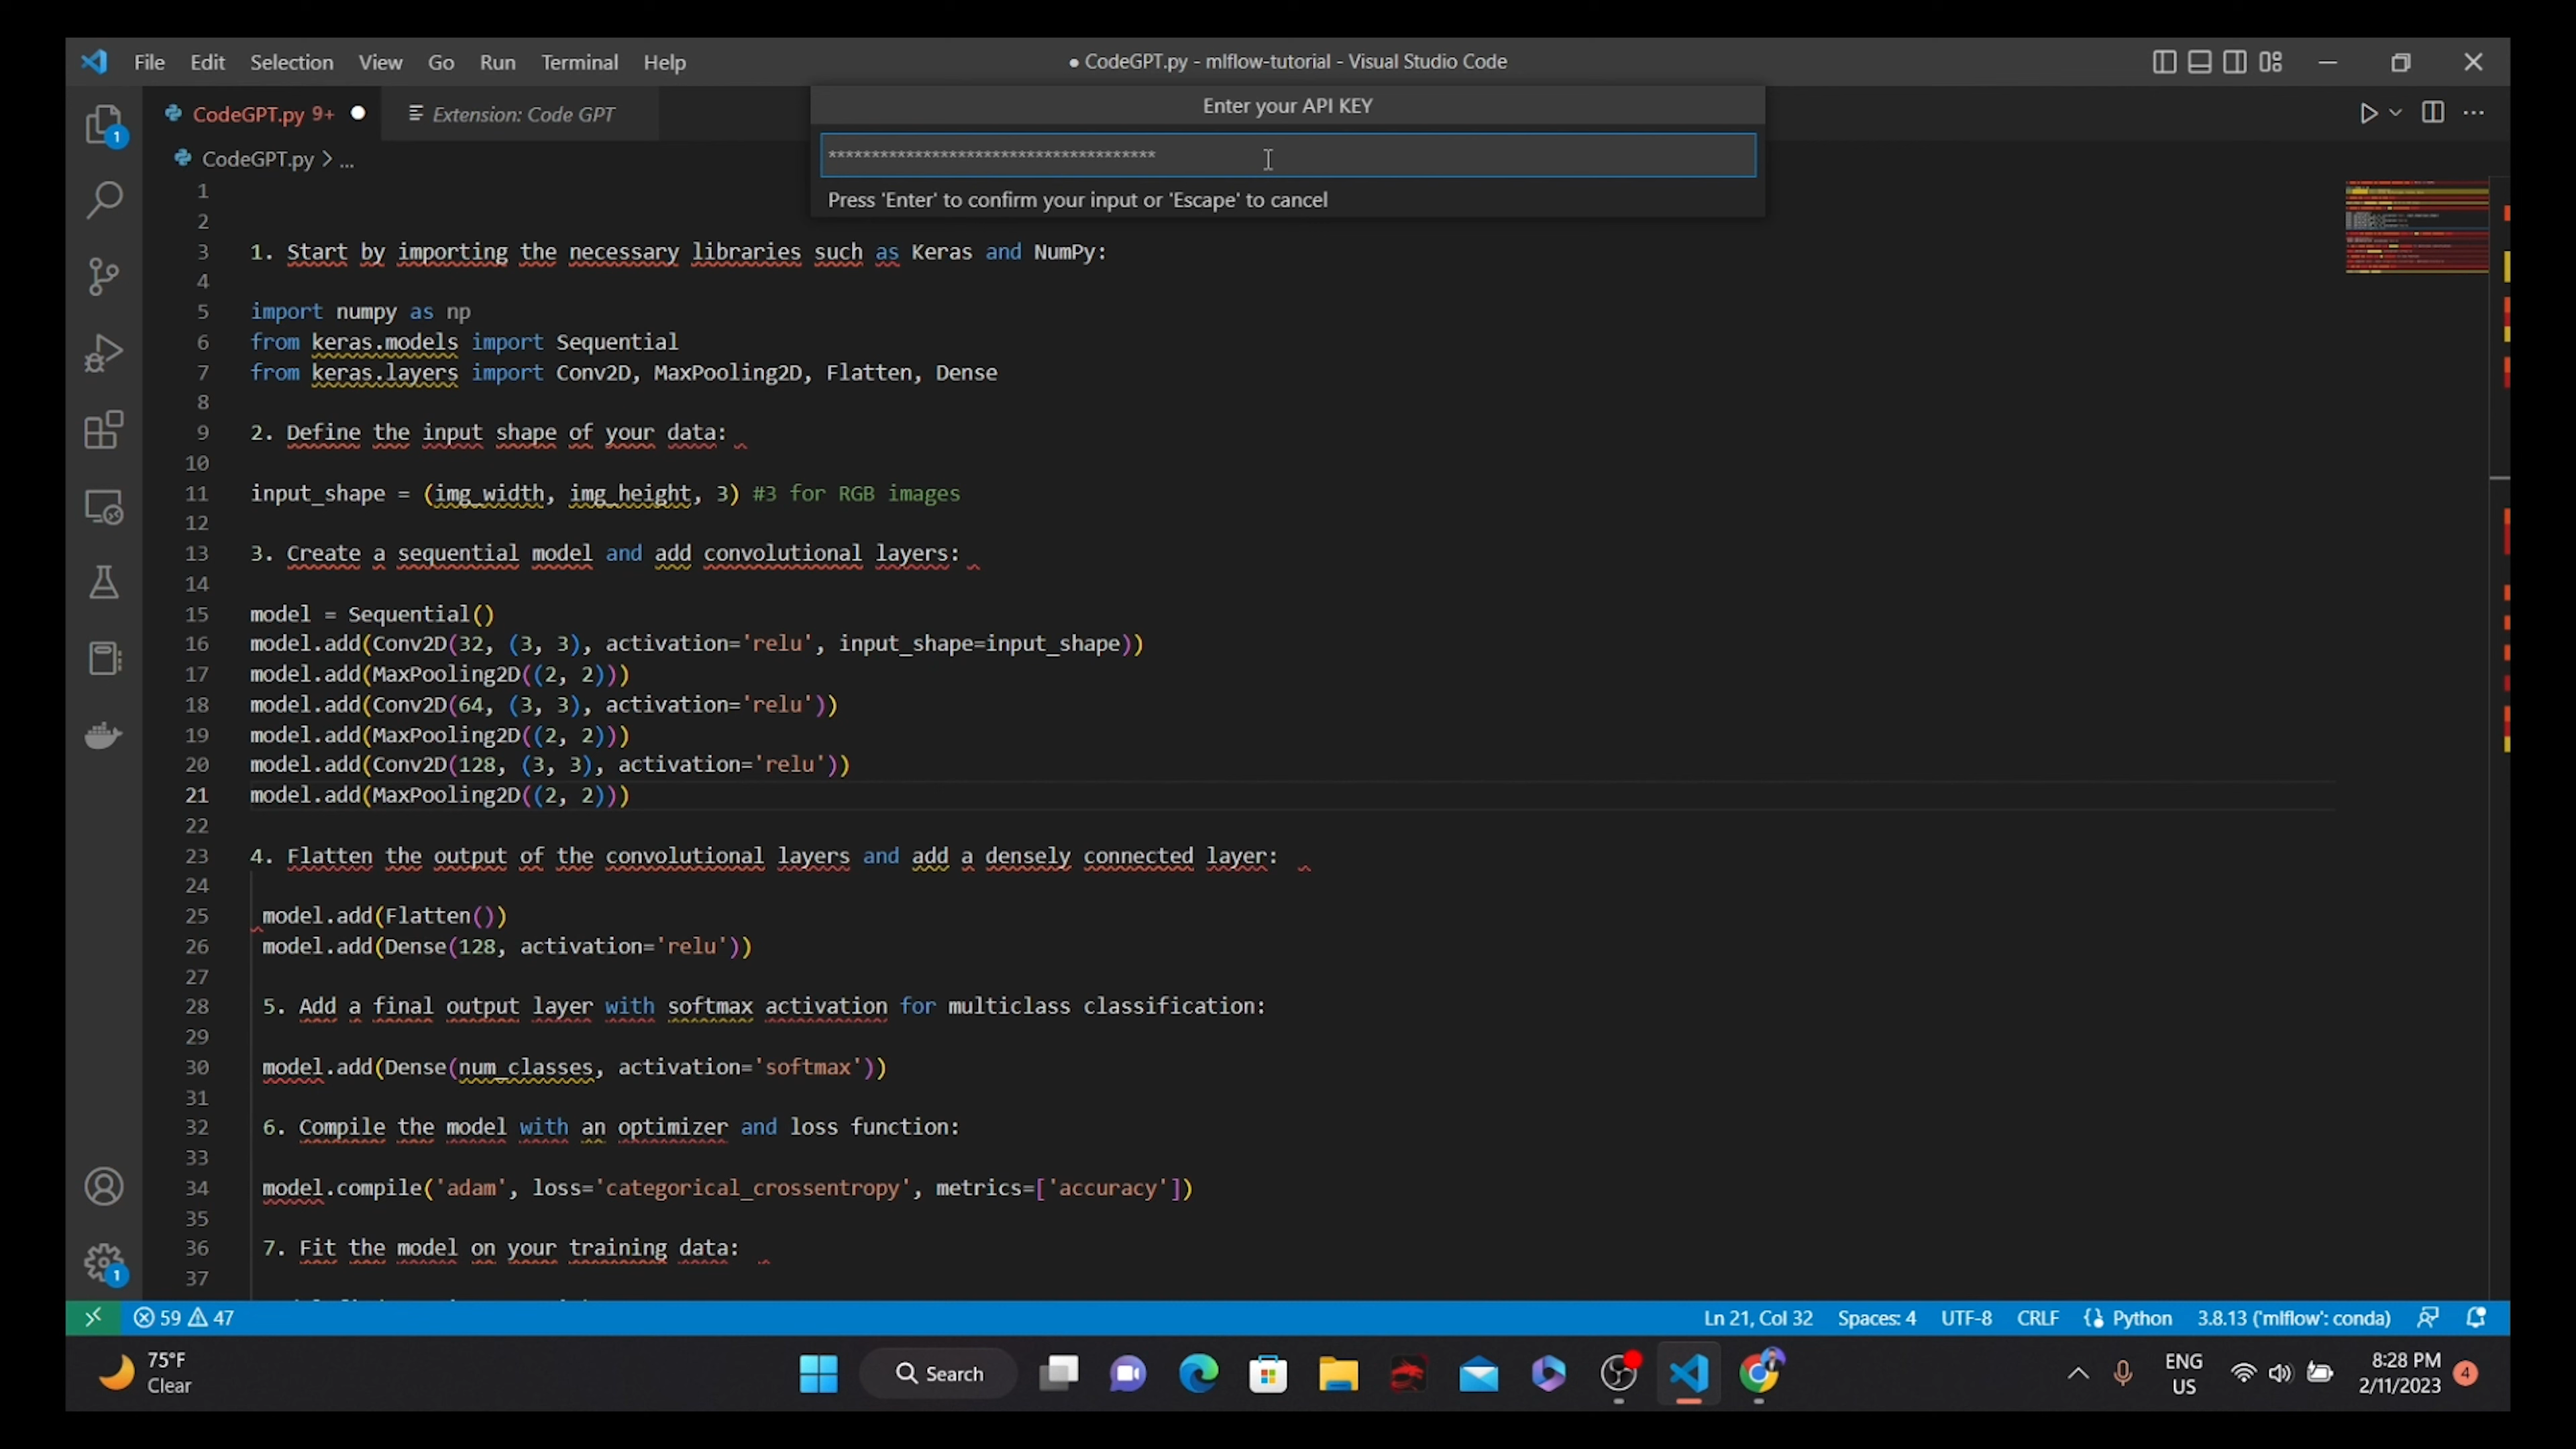 File Edit Selection View Go Run Terminal Help
● CodeGPT.py - mlflow-tutorial - Visual Studio Code
CodeGPT.py 9+
Extension: Code GPT
Enter your API KEY
**************************************
Press 'Enter' to confirm your input or 'Escape' to cancel
1
CodeGPT.py > ...
1
2
3 1. Start by importing the necessary libraries such as Keras and NumPy:
4
5 import numpy as np
6 from keras.models import Sequential
7 from keras.layers import Conv2D, MaxPooling2D, Flatten, Dense
8
9 2. Define the input shape of your data:
10
11 input_shape = (img_width, img_height, 3) #3 for RGB images
12
13 3. Create a sequential model and add convolutional layers:
14
15 model = Sequential()
16 model.add(Conv2D(32, (3, 3), activation='relu', input_shape=input_shape))
17 model.add(MaxPooling2D((2, 2)))
18 model.add(Conv2D(64, (3, 3), activation='relu'))
19 model.add(MaxPooling2D((2, 2)))
20 model.add(Conv2D(128, (3, 3), activation='relu'))
21 model.add(MaxPooling2D((2, 2)))
22
23 4. Flatten the output of the convolutional layers and add a densely connected layer:
24
25 model.add(Flatten())
26 model.add(Dense(128, activation='relu'))
27
28 5. Add a final output layer with softmax activation for multiclass classification:
29
30 model.add(Dense(num_classes, activation='softmax'))
31
32 6. Compile the model with an optimizer and loss function:
33
34 model.compile('adam', loss='categorical_crossentropy', metrics=['accuracy'])
35
36 7. Fit the model on your training data:
37
1
59 47
Ln 21, Col 32 Spaces: 4 UTF-8 CRLF Python 3.8.13 ('mlflow': conda)
75°F
Clear
Search
ENG
US
8:28 PM
2/11/2023
4